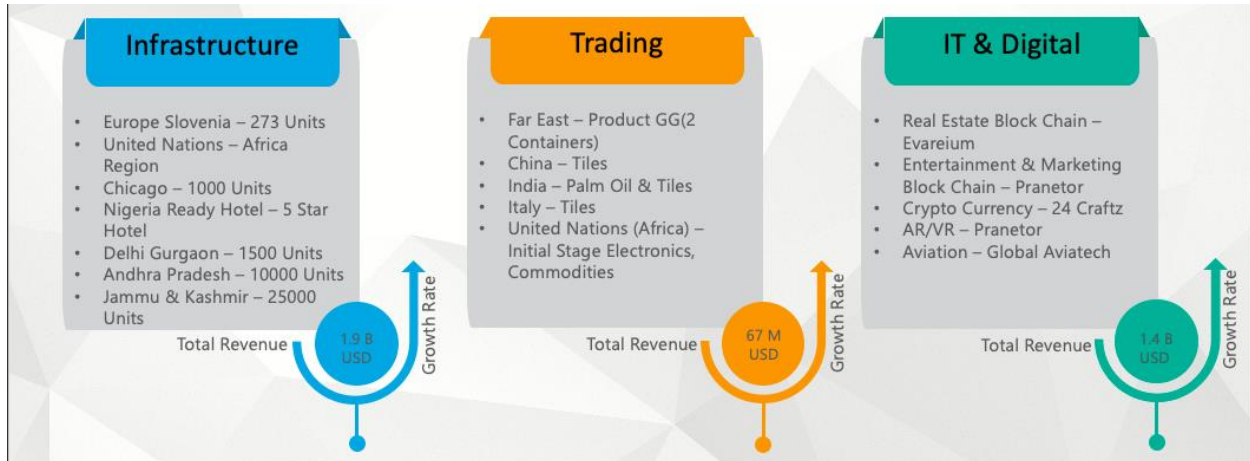 Infrastructure
• Europe Slovenia – 273 Units
• United Nations – Africa
Region
• Chicago – 1000 Units
• Nigeria Ready Hotel – 5 Star
Hotel
• Delhi Gurgaon – 1500 Units
• Andhra Pradesh – 10000 Units
• Jammu & Kashmir – 25000
Units
Total Revenue
1.9 B
USD
Growth Rate
Trading
• Far East – Product GG(2
Containers)
• China – Tiles
• India – Palm Oil & Tiles
• Italy – Tiles
• United Nations (Africa) –
Initial Stage Electronics,
Commodities
Total Revenue
67 M
USD
Growth Rate
IT & Digital
• Real Estate Block Chain –
Evareium
• Entertainment & Marketing
Block Chain – Pranetor
• Crypto Currency – 24 Craftz
• AR/VR – Pranetor
• Aviation – Global Aviatech
Total Revenue
1.4 B
USD
Growth Rate